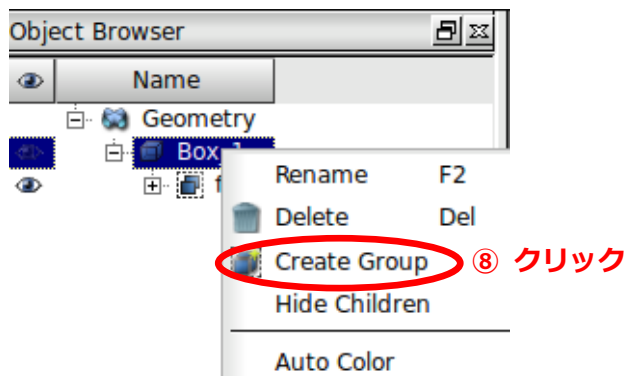 Object Browser
Name
Geometry
Box_1
f
Rename F2
Delete Del
Create Group ⑧ クリック
Hide Children
Auto Color